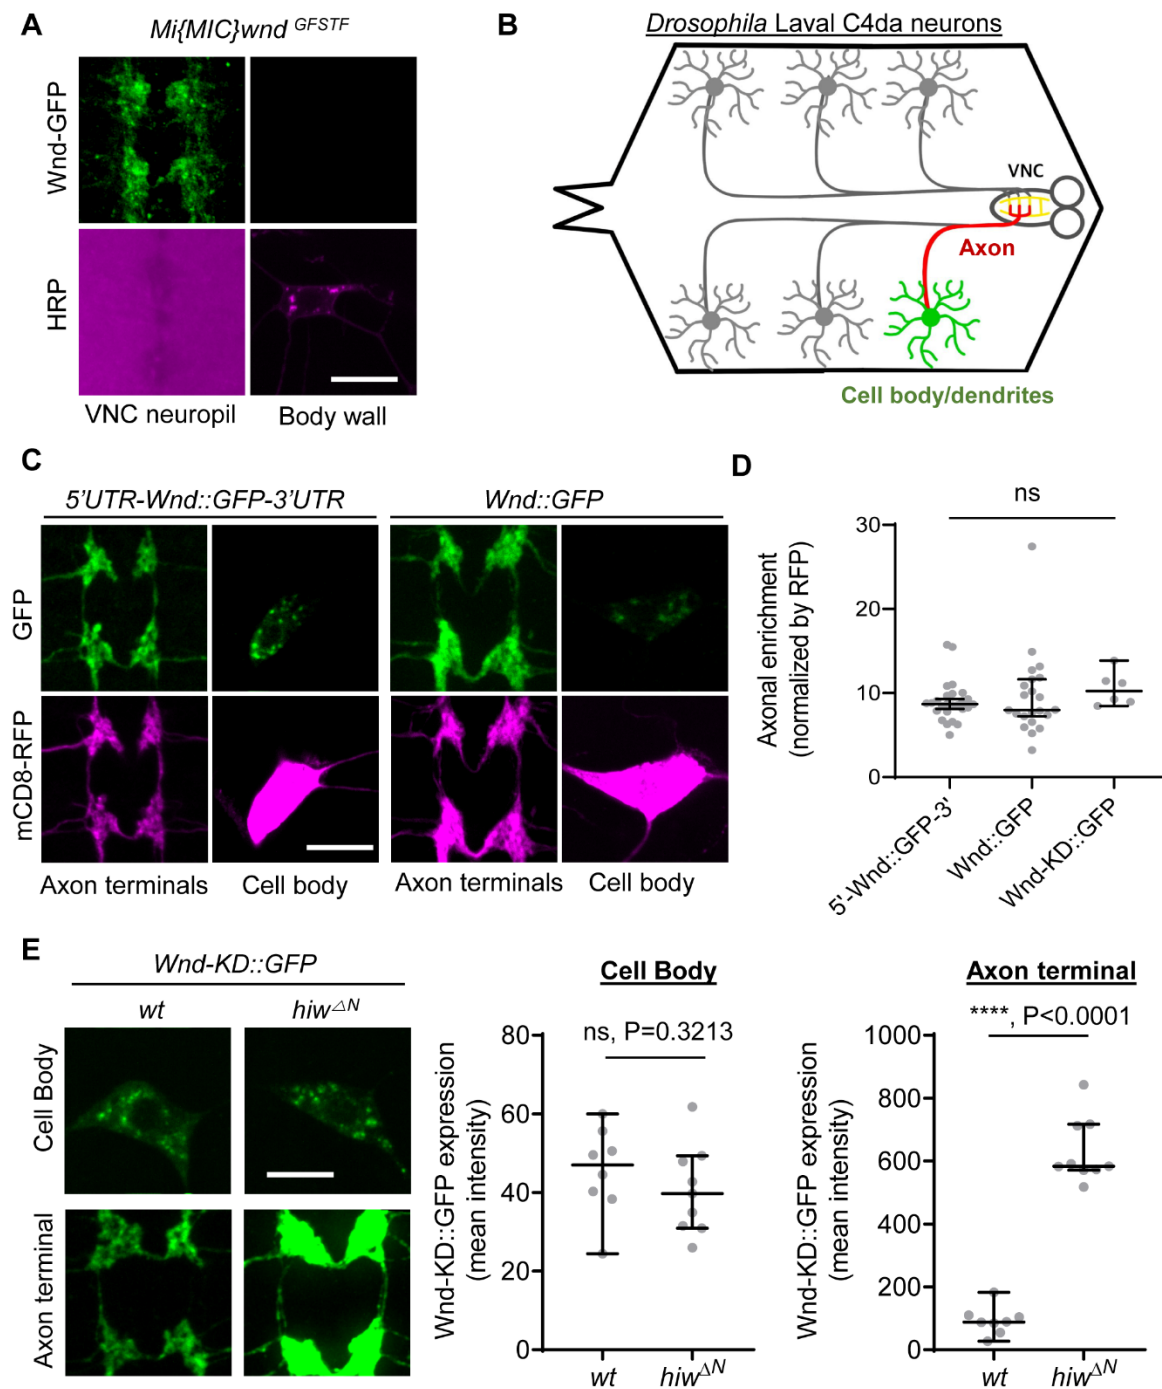 A
Mi{MIC}wnd GFSTF
Wnd-GFP
HRP
VNC neuropil
Body wall
B
Drosophila Laval C4da neurons
VNC
Axon
Cell body/dendrites
C
5'UTR-Wnd::GFP-3'UTR
Wnd::GFP
GFP
mCD8-RFP
Axon terminals
Cell body
Axon terminals
Cell body
D
ns
Axonal enrichment
(normalized by RFP)
30
20
10
0
5'-Wnd::GFP-3'
Wnd::GFP
Wnd-KD::GFP
E
Wnd-KD::GFP
wt
hiw△N
Cell Body
Axon terminal
Cell Body
ns, P=0.3213
Wnd-KD::GFP expression
(mean intensity)
80
60
40
20
0
wt
hiw△N
Axon terminal
****, P<0.0001
Wnd-KD::GFP expression
(mean intensity)
1000
800
600
400
200
0
wt
hiw△N